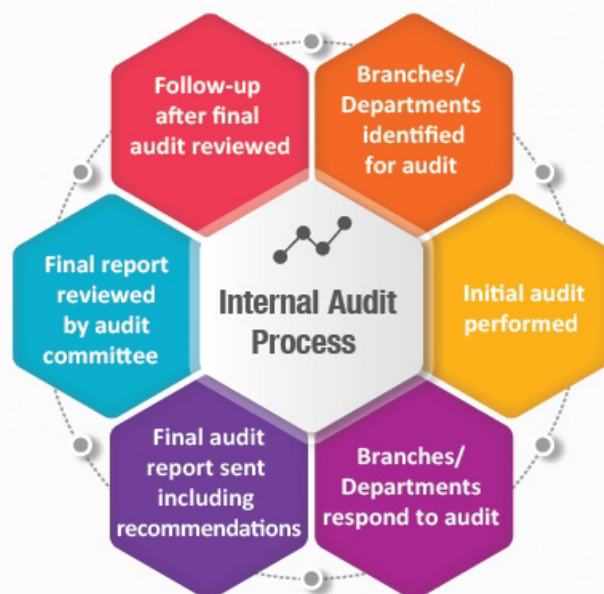 Follow-up
after final
audit reviewed
Branches/
Departments
identified
for audit
Final report
reviewed
by audit
committee
Internal Audit
Process
Initial audit
performed
Final audit
report sent
including
recommendations
Branches/
Departments
respond to audit